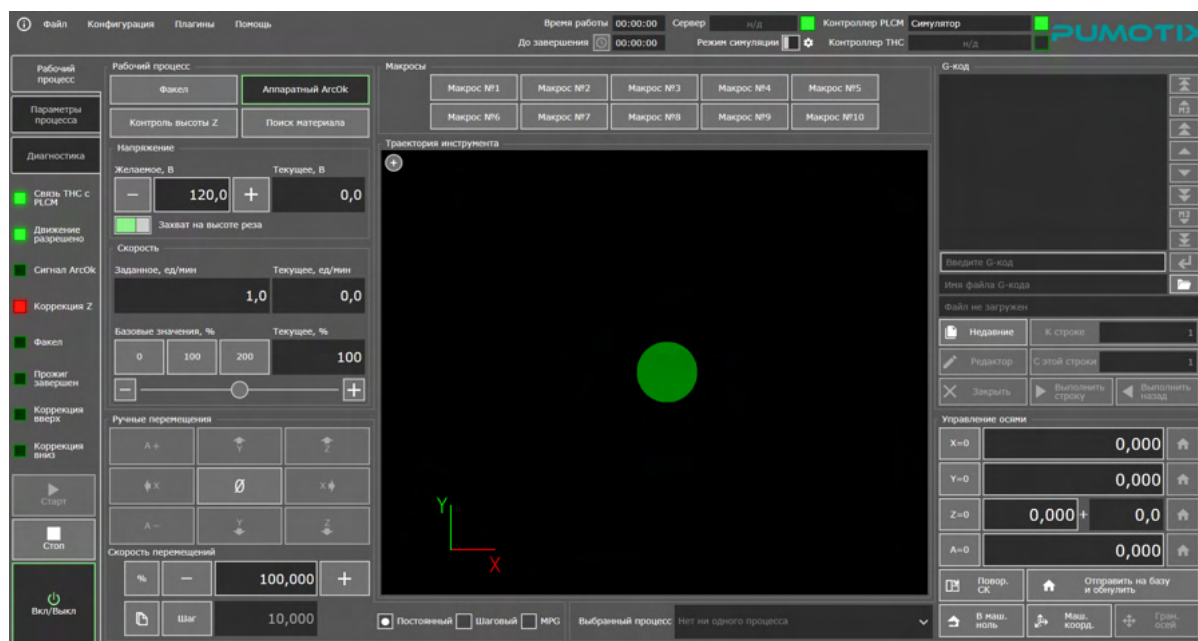 Файл Конфигурация Плагины Помощь
Время работы 00:00:00 Сервер н/д Контроллер PLCM Симулятор
До завершения 00:00:00 Режим симуляции Контроллер THC н/д
PUMOTIX
Рабочий процесс
Параметры процесса
Диагностика
Связь THC с PLCM
Движение разрешено
Сигнал ArcOk
Коррекция Z
Факел
Прожиг завершен
Коррекция вверх
Коррекция вниз
Старт
Стоп
Вкл/Выкл
Рабочий процесс
Факел Аппаратный ArcOk
Контроль высоты Z Поиск материала
Напряжение
Желаемое, В Текущее, В
− 120,0 + 0,0
Захват на высоте реза
Скорость
Заданное, ед/мин Текущее, ед/мин
1,0 0,0
Базовые значения, % Текущее, %
0 100 200 100
− +
Ручные перемещения
A+ Y Z
X Ø X
A− Y Z
Скорость перемещений
% − 100,000 +
Шаг 10,000
Макросы
Макрос №1 Макрос №2 Макрос №3 Макрос №4 Макрос №5
Макрос №6 Макрос №7 Макрос №8 Макрос №9 Макрос №10
Траектория инструмента
Y
X
Постоянный Шаговый MPG Выбранный процесс Нет ни одного процесса
G-код
M3
M3
Введите G-код
Имя файла G-кода
Файл не загружен
Недавние К строке 1
Редактор С этой строки 1
Закрыть Выполнить строку Выполнить назад
Управление осями
X=0 0,000
Y=0 0,000
Z=0 0,000 + 0,0
A=0 0,000
Повор. СК Отправить на базу и обнулить
В маш. ноль Маш. коорд. Гран. осей